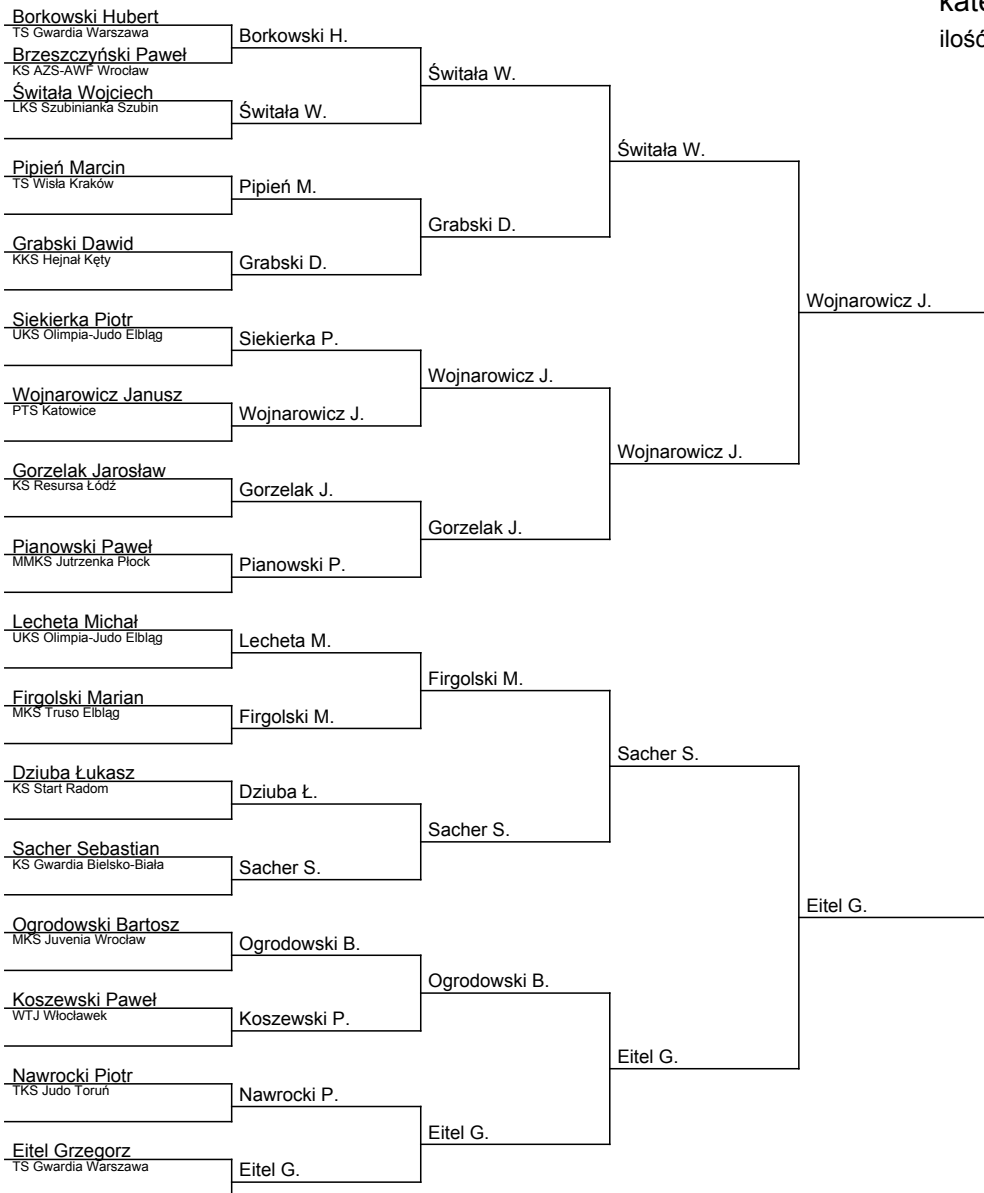 kate
ilość
Borkowski Hubert
TS Gwardia Warszawa
Brzeszczyński Paweł
KS AZS-AWF Wrocław
Świtała Wojciech
LKS Szubinianka Szubin
Pipień Marcin
TS Wisła Kraków
Grabski Dawid
KKS Hejnał Kęty
Siekierka Piotr
UKS Olimpia-Judo Elbląg
Wojnarowicz Janusz
PTS Katowice
Gorzelak Jarosław
KS Resursa Łódź
Pianowski Paweł
MMKS Jutrzenka Płock
Lecheta Michał
UKS Olimpia-Judo Elbląg
Firgolski Marian
MKS Truso Elbląg
Dziuba Łukasz
KS Start Radom
Sacher Sebastian
KS Gwardia Bielsko-Biała
Ogrodowski Bartosz
MKS Juvenia Wrocław
Koszewski Paweł
WTJ Włocławek
Nawrocki Piotr
TKS Judo Toruń
Eitel Grzegorz
TS Gwardia Warszawa
Borkowski H.
Świtała W.
Pipień M.
Grabski D.
Siekierka P.
Wojnarowicz J.
Gorzelak J.
Pianowski P.
Lecheta M.
Firgolski M.
Dziuba Ł.
Sacher S.
Ogrodowski B.
Koszewski P.
Nawrocki P.
Eitel G.
Świtała W.
Grabski D.
Wojnarowicz J.
Gorzelak J.
Firgolski M.
Sacher S.
Ogrodowski B.
Eitel G.
Świtała W.
Wojnarowicz J.
Sacher S.
Eitel G.
Wojnarowicz J.
Eitel G.